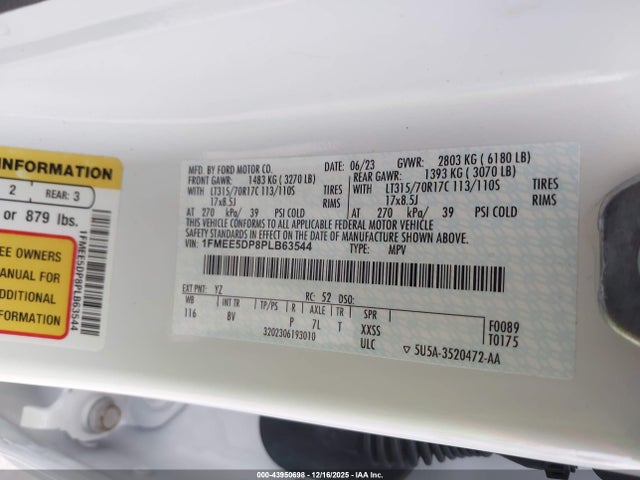 INFORMATION
2 REAR: 3
or 879 lbs.
EE OWNERS
ANUAL FOR
ADDITIONAL
FORMATION
1FMEE5DP8PLB63544
MFD. BY FORD MOTOR CO.
DATE: 06/23 GVWR: 2803 KG ( 6180 LB)
FRONT GAWR: 1483 KG ( 3270 LB) REAR GAWR: 1393 KG ( 3070 LB)
WITH LT315/70R17C 113/110S TIRES WITH LT315/70R17C 113/110S TIRES
17x8.5J RIMS 17x8.5J RIMS
AT 270 kPa/ 39 PSI COLD AT 270 kPa/ 39 PSI COLD
THIS VEHICLE CONFORMS TO ALL APPLICABLE FEDERAL MOTOR VEHICLE
SAFETY STANDARDS IN EFFECT ON THE DATE OF MANUFACTURE SHOWN ABOVE.
VIN: 1FMEE5DP8PLB63544
TYPE: MPV
EXT PNT: YZ RC: 52 DSO:
WB INT TR TP/PS R AXLE TR SPR
116 8V P 7L T XXSS
3202306193010 ULC
F0089
T0175
▽ 5U5A-3520472-AA
000-43950698 - 12/16/2025 - IAA Inc.